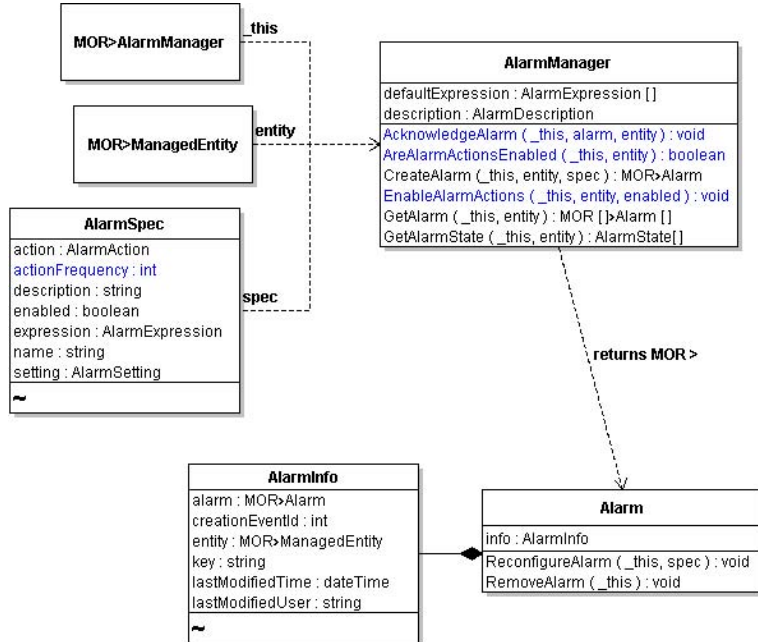 MOR>AlarmManager
_this
MOR>ManagedEntity
entity
AlarmSpec
action : AlarmAction
actionFrequency : int
description : string
enabled : boolean
expression : AlarmExpression
name : string
setting : AlarmSetting
~
spec
AlarmManager
defaultExpression : AlarmExpression [ ]
description : AlarmDescription
AcknowledgeAlarm ( _this, alarm, entity ) : void
AreAlarmActionsEnabled ( _this, entity ) : boolean
CreateAlarm ( _this, entity, spec ) : MOR>Alarm
EnableAlarmActions ( _this, entity, enabled ) : void
GetAlarm ( _this, entity ) : MOR [ ]>Alarm [ ]
GetAlarmState ( _this, entity ) : AlarmState[ ]
returns MOR >
AlarmInfo
alarm : MOR>Alarm
creationEventId : int
entity : MOR>ManagedEntity
key : string
lastModifiedTime : dateTime
lastModifiedUser : string
~
Alarm
info : AlarmInfo
ReconfigureAlarm ( _this, spec ) : void
RemoveAlarm ( _this ) : void